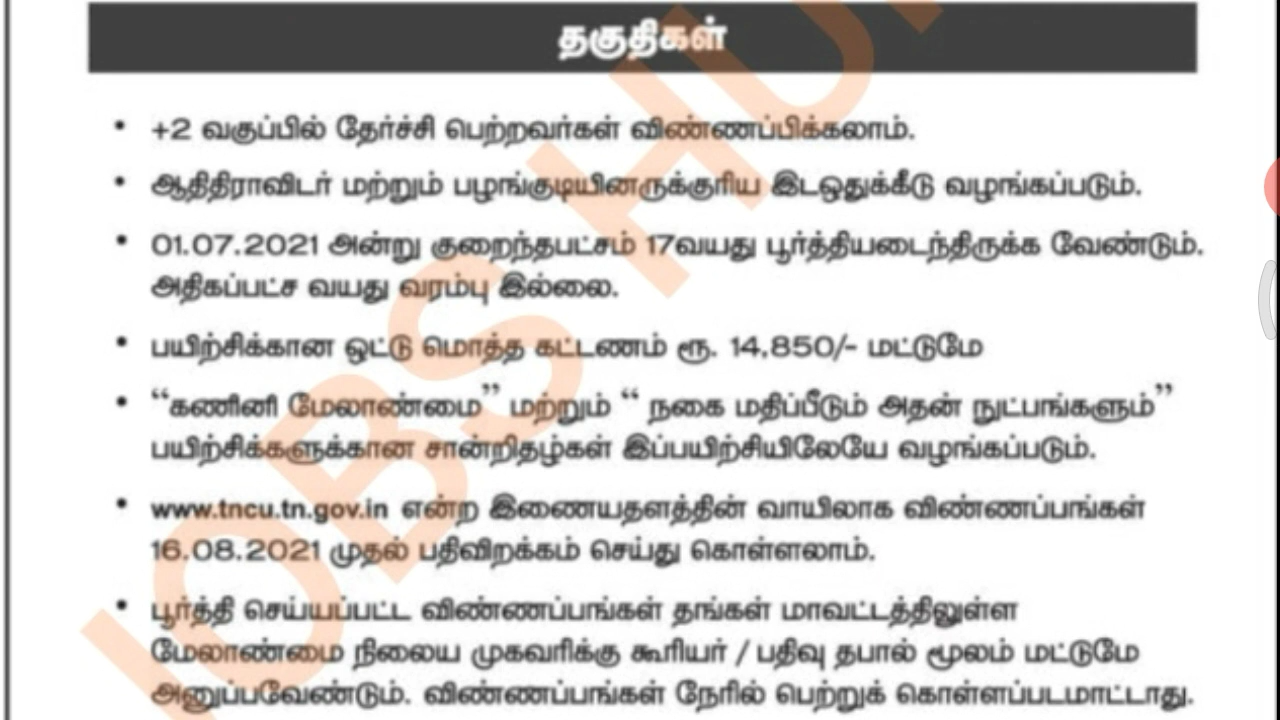 தகுதிகள்
• +2 வகுப்பில் தேர்ச்சி பெற்றவர்கள் விண்ணப்பிக்கலாம்.
• ஆதிதிராவிடர் மற்றும் பழங்குடியினருக்குரிய இடஒதுக்கீடு வழங்கப்படும்.
• 01.07.2021 அன்று குறைந்தபட்சம் 17வயது பூர்த்தியடைந்திருக்க வேண்டும்.
அதிகப்பட்ச வயது வரம்பு இல்லை.
• பயிற்சிக்கான ஒட்டு மொத்த கட்டணம் ரூ. 14,850/- மட்டுமே
• “கணினி மேலாண்மை” மற்றும் “ நகை மதிப்பீடும் அதன் நுட்பங்களும்”
பயிற்சிக்களுக்கான சான்றிதழ்கள் இப்பயிற்சியிலேயே வழங்கப்படும்.
• www.tncu.tn.gov.in என்ற இணையதளத்தின் வாயிலாக விண்ணப்பங்கள்
16.08.2021 முதல் பதிவிறக்கம் செய்து கொள்ளலாம்.
• பூர்த்தி செய்யப்பட்ட விண்ணப்பங்கள் தங்கள் மாவட்டத்திலுள்ள
மேலாண்மை நிலைய முகவரிக்கு கூரியர் / பதிவு தபால் மூலம் மட்டுமே
அனுப்பவேண்டும். விண்ணப்பங்கள் நேரில் பெற்றுக் கொள்ளப்படமாட்டாது.
JOBS HU